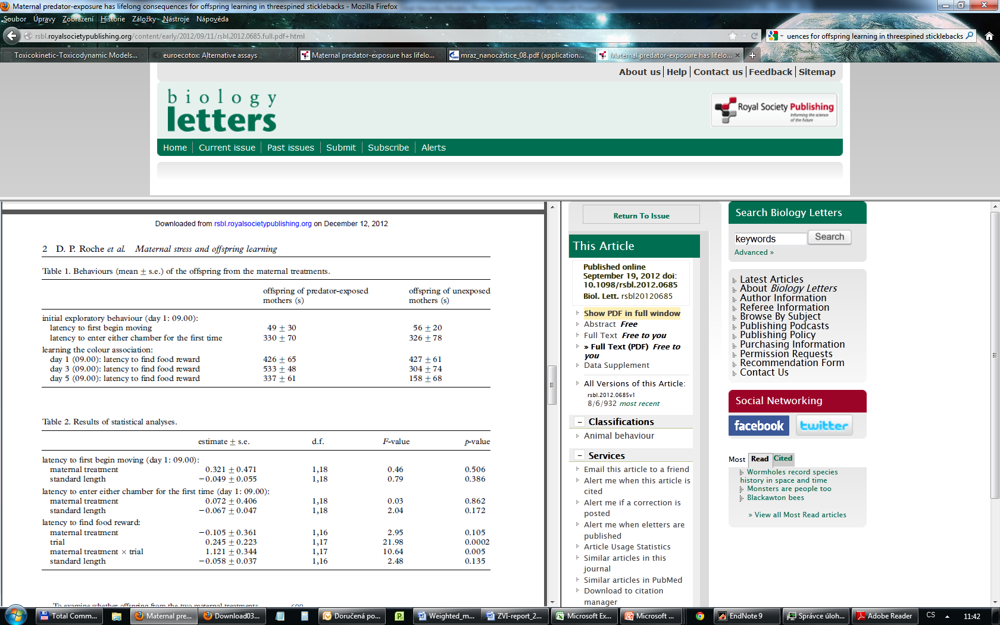 Maternal predator-exposure has lifelong consequences for offspring learning in threespined sticklebacks - Mozilla Firefox
Soubor Úpravy Zobrazení Historie Záložky Nástroje Nápověda
rsbl.royalsocietypublishing.org/content/early/2012/09/11/rsbl.2012.0685.full.pdf+html
uences for offspring learning in threespined sticklebacks
Toxicokinetic-Toxodynamic Models...
euroecotox: Alternative assays
Maternal predator-exposure has lifelo...
mraz_nanocastice_08.pdf (application...
Maternal predator-exposure has lifelo...
About us | Help | Contact us | Feedback | Sitemap
biology
letters
Royal Society Publishing
Informing the science
of the future
Home Current issue Past issues Submit Subscribe Alerts
Downloaded from rsbl.royalsocietypublishing.org on December 12, 2012
2 D. P. Roche et al. Maternal stress and offspring learning
Table 1. Behaviours (mean ± s.e.) of the offspring from the maternal treatments.
offspring of predator-exposed offspring of unexposed
mothers (s) mothers (s)
initial exploratory behaviour (day 1: 09.00):
latency to first begin moving 49 ± 30 56 ± 20
latency to enter either chamber for the first time 330 ± 70 326 ± 78
learning the colour association:
day 1 (09.00): latency to find food reward 426 ± 65 427 ± 61
day 3 (09.00): latency to find food reward 533 ± 48 304 ± 74
day 5 (09.00): latency to find food reward 337 ± 61 158 ± 68
Table 2. Results of statistical analyses.
estimate ± s.e. d.f. F-value p-value
latency to first begin moving (day 1: 09.00):
maternal treatment 0.321 ± 0.471 1,18 0.46 0.506
standard length −0.049 ± 0.055 1,18 0.79 0.386
latency to enter either chamber for the first time (day 1: 09.00):
maternal treatment 0.072 ± 0.406 1,18 0.03 0.862
standard length −0.067 ± 0.047 1,18 2.04 0.172
latency to find food reward:
maternal treatment −0.105 ± 0.361 1,16 2.95 0.105
trial 0.245 ± 0.223 1,17 21.98 0.0002
maternal treatment × trial 1.121 ± 0.344 1,17 10.64 0.005
standard length −0.058 ± 0.037 1,16 2.48 0.135
To examine whether offspring from the two maternal treatments 600
Return To Issue
This Article
Published online
September 19, 2012 doi:
10.1098/rsbl.2012.0685
Biol. Lett. rsbl20120685
Show PDF in full window
Abstract Free
Full Text Free to you
» Full Text (PDF) Free to
you
Data Supplement
All Versions of this Article:
rsbl.2012.0685v1
8/6/932 most recent
Classifications
Animal behaviour
Services
Email this article to a friend
Alert me when this article is
cited
Alert me if a correction is
posted
Alert me when eletters are
published
Article Usage Statistics
Similar articles in this
journal
Similar articles in PubMed
Download to citation
manager
Search Biology Letters
keywords Search
Advanced »
Latest Articles
About Biology Letters
Author Information
Referee Information
Browse By Subject
Publishing Podcasts
Publishing Policy
Purchasing Information
Permission Requests
Recommendation Form
Contact Us
Social Networking
facebook twitter
Most Read Cited
Wormholes record species
history in space and time
Monsters are people too
Blackawton bees
» View all Most Read articles
Total Comm...
Maternal pre...
Download03...
Doručená po...
Weighted_m...
ZVI-report_2...
Microsoft Ex...
Microsoft ...
EndNote 9
Správce úloh...
Adobe Reader
CS
11:42